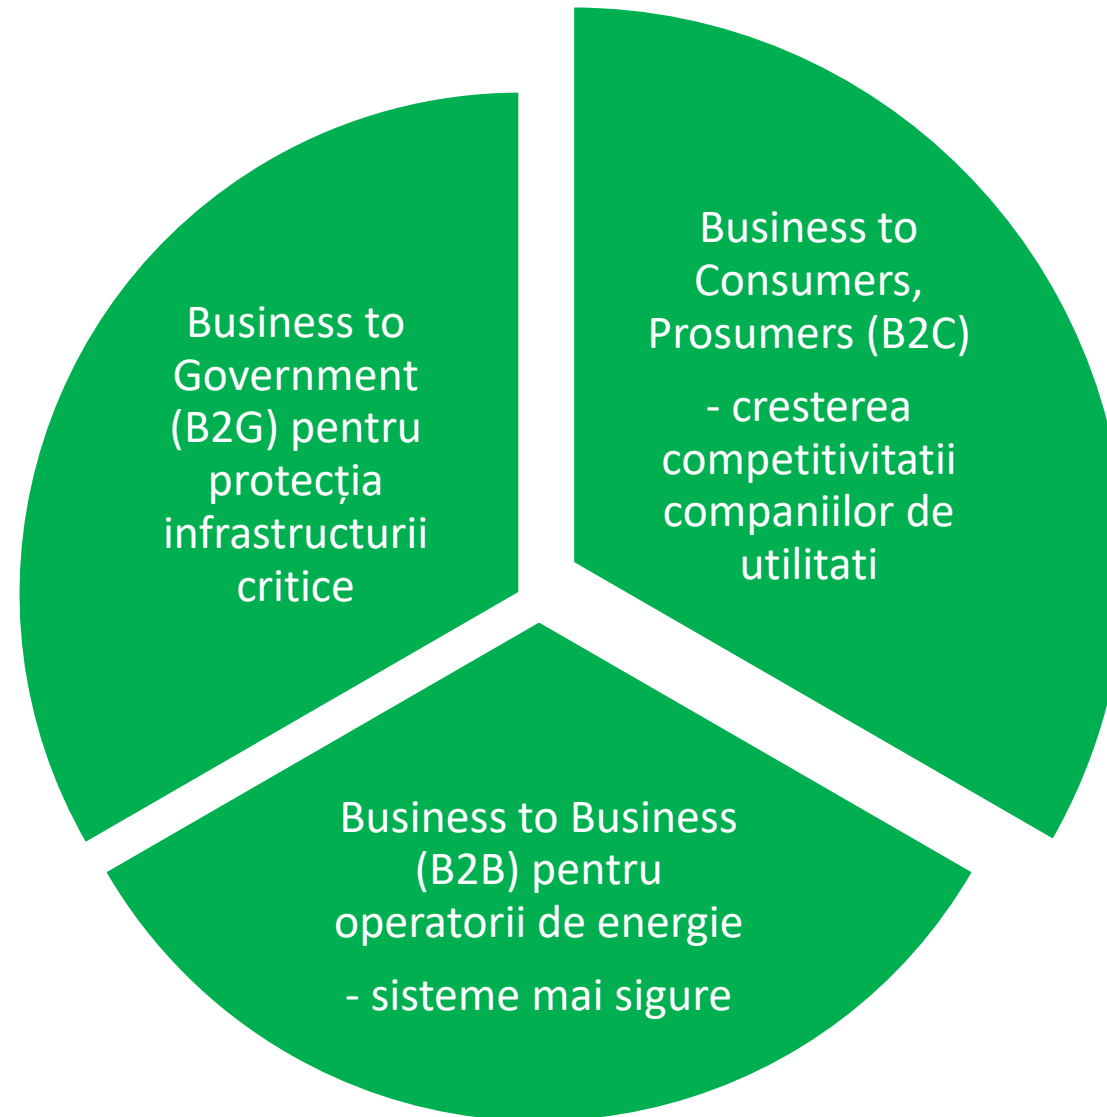 Business to
Consumers,
Prosumers (B2C)
- cresterea
competitivitatii
companiilor de
utilitati
Business to Business
(B2B) pentru
operatorii de energie
- sisteme mai sigure
Business to
Government
(B2G) pentru
protecția
infrastructurii
critice